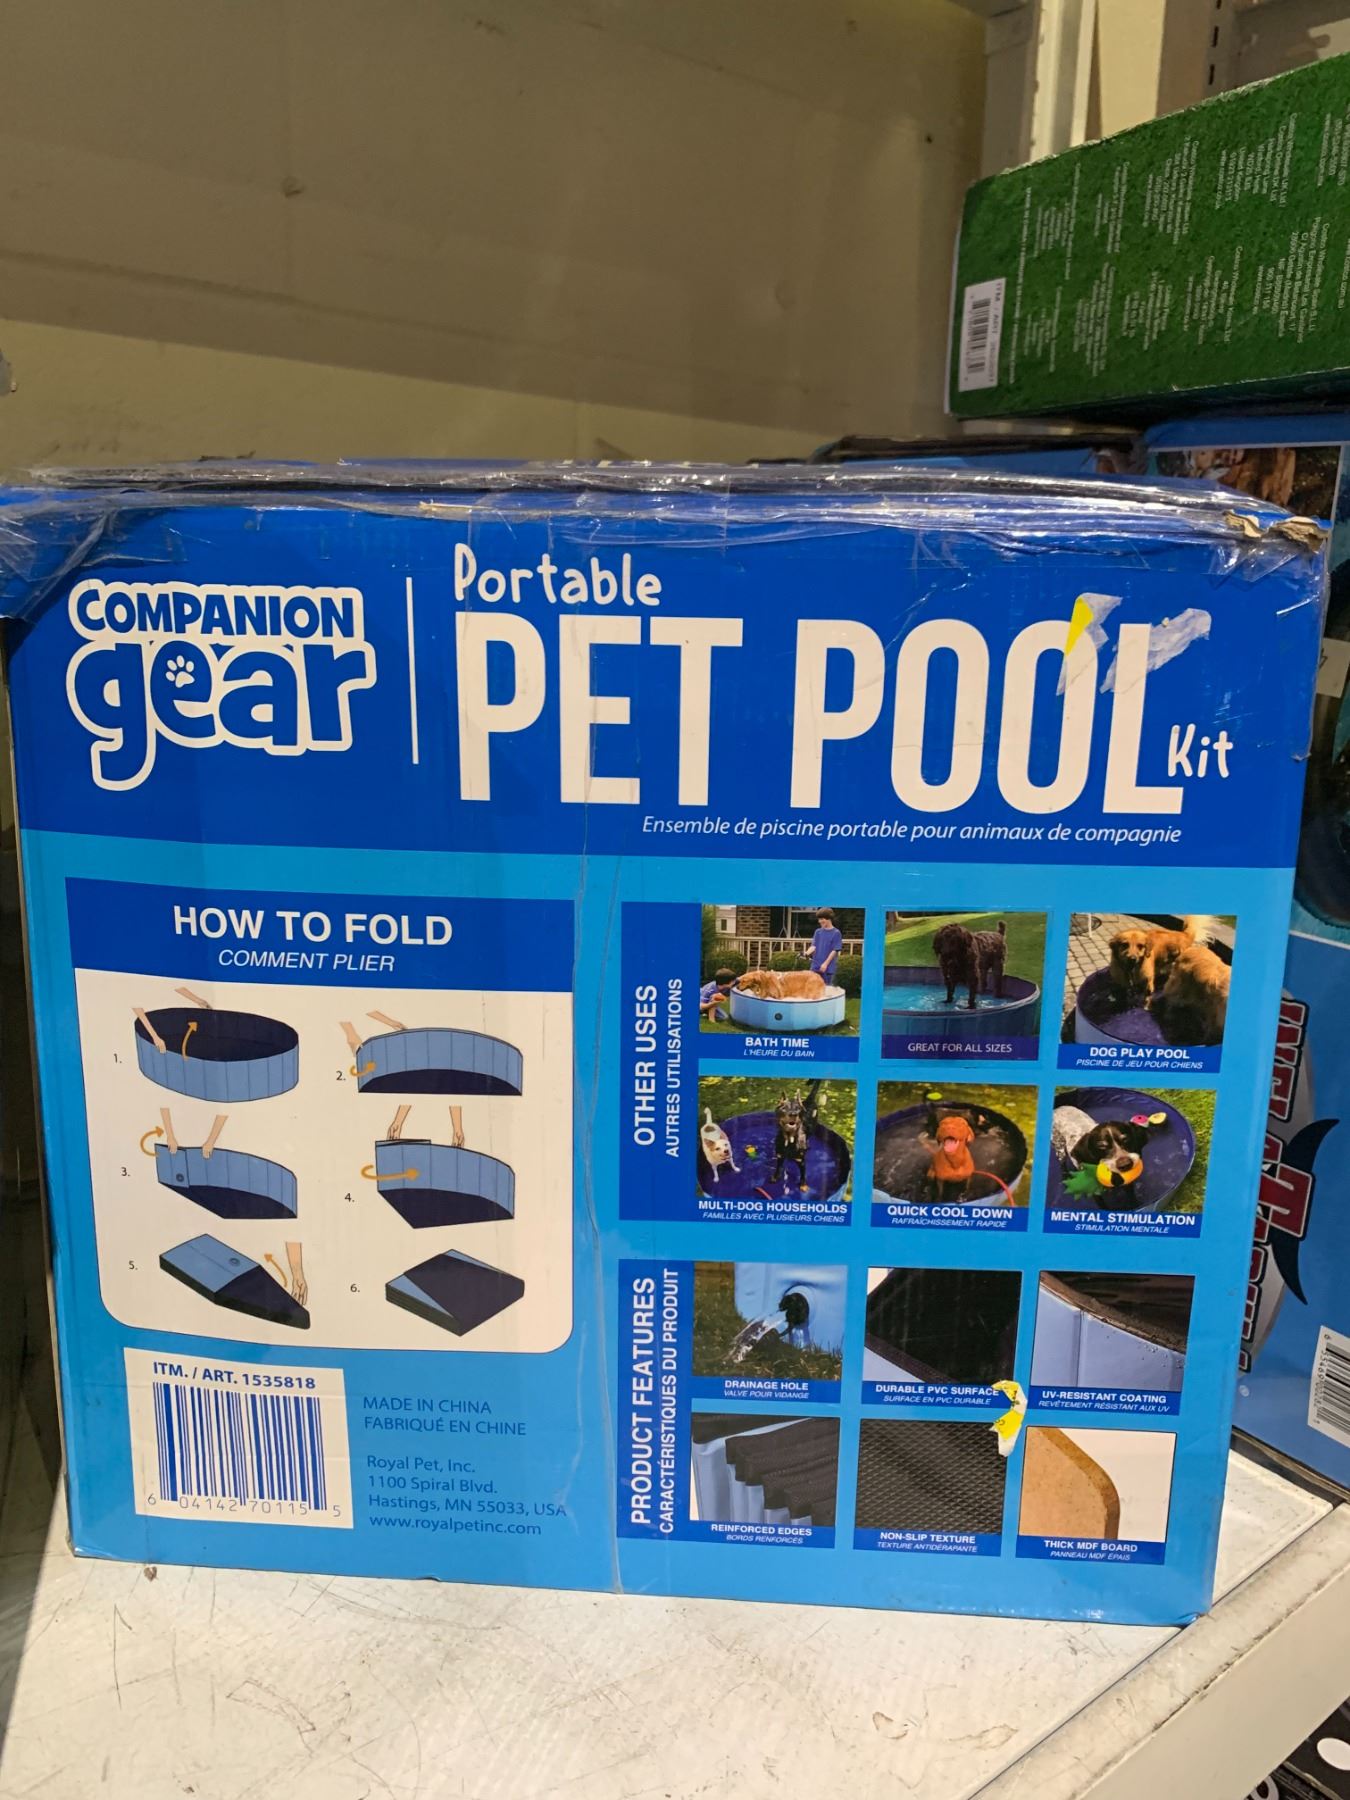 COMPANION
gear
Portable
PET POOL
Kit
Ensemble de piscine portable pour animaux de compagnie
HOW TO FOLD
COMMENT PLIER
1.
2.
3.
4.
5.
6.
ITM. / ART. 1535818
6 04142 70115 5
MADE IN CHINA
FABRIQUÉ EN CHINE
Royal Pet, Inc.
1100 Spiral Blvd.
Hastings, MN 55033, USA
www.royalpetinc.com
OTHER USES
AUTRES UTILISATIONS
BATH TIME
L'HEURE DU BAIN
GREAT FOR ALL SIZES
DOG PLAY POOL
PISCINE DE JEU POUR CHIENS
MULTI-DOG HOUSEHOLDS
FAMILLES AVEC PLUSIEURS CHIENS
QUICK COOL DOWN
RAFRAÎCHISSEMENT RAPIDE
MENTAL STIMULATION
STIMULATION MENTALE
PRODUCT FEATURES
CARACTÉRISTIQUES DU PRODUIT
DRAINAGE HOLE
VALVE POUR VIDANGE
DURABLE PVC SURFACE
SURFACE EN PVC DURABLE
UV-RESISTANT COATING
REVÊTEMENT RÉSISTANT AUX UV
REINFORCED EDGES
BORDS RENFORCÉS
NON-SLIP TEXTURE
TEXTURE ANTIDÉRAPANTE
THICK MDF BOARD
PANNEAU MDF ÉPAIS